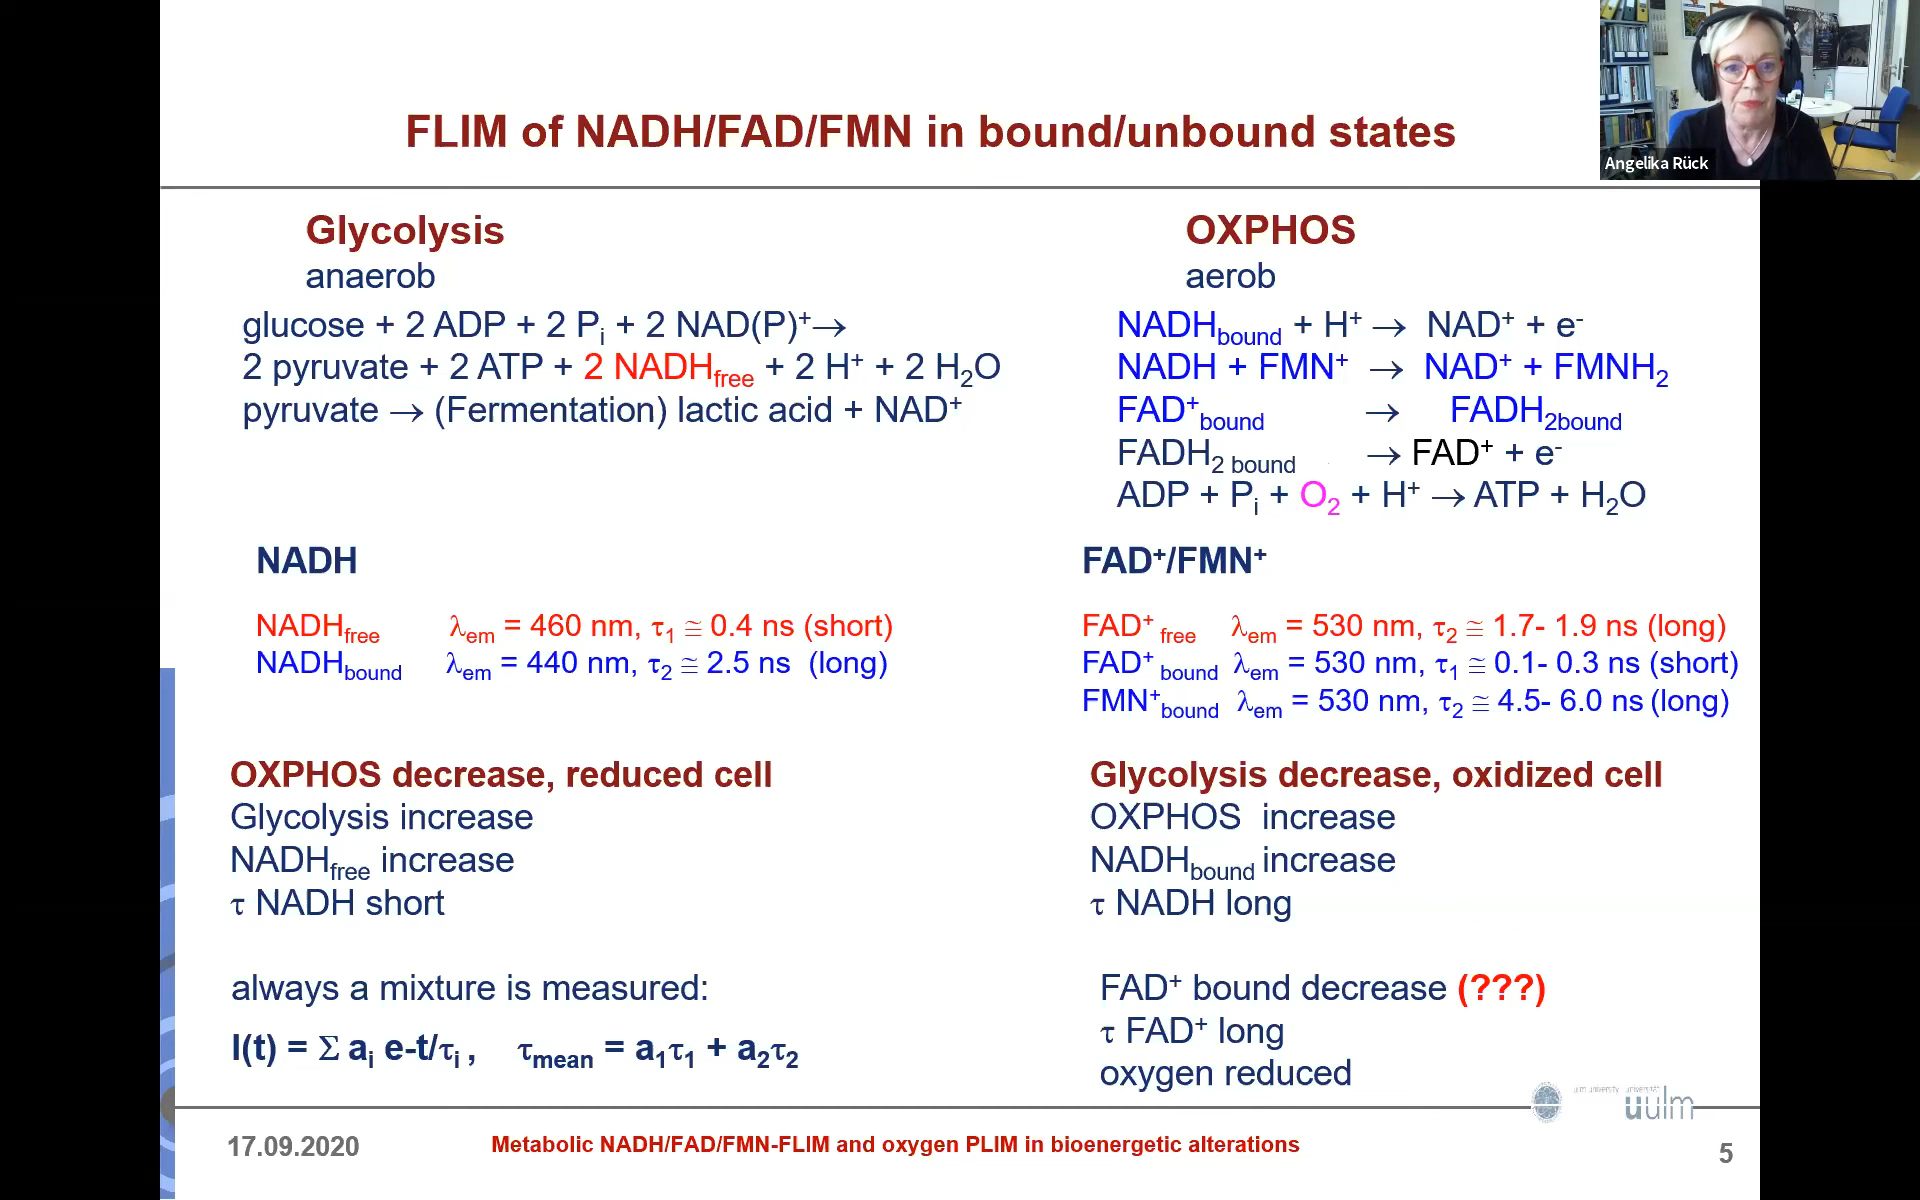 FLIM of NADH/FAD/FMN in bound/unbound states
Angelika Rück
Glycolysis
anaerob
glucose + 2 ADP + 2 Pi + 2 NAD(P)+→
2 pyruvate + 2 ATP + 2 NADHfree + 2 H+ + 2 H2O
pyruvate → (Fermentation) lactic acid + NAD+
OXPHOS
aerob
NADHbound + H+ → NAD+ + e-
NADH + FMN+ → NAD+ + FMNH2
FAD+bound → FADH2bound
FADH2 bound → FAD+ + e-
ADP + Pi + O2 + H+ → ATP + H2O
NADH
NADHfree λem = 460 nm, τ1 ≅ 0.4 ns (short)
NADHbound λem = 440 nm, τ2 ≅ 2.5 ns (long)
FAD+/FMN+
FAD+ free λem = 530 nm, τ2 ≅ 1.7- 1.9 ns (long)
FAD+ bound λem = 530 nm, τ1 ≅ 0.1- 0.3 ns (short)
FMN+bound λem = 530 nm, τ2 ≅ 4.5- 6.0 ns (long)
OXPHOS decrease, reduced cell
Glycolysis increase
NADHfree increase
τ NADH short
Glycolysis decrease, oxidized cell
OXPHOS increase
NADHbound increase
τ NADH long
always a mixture is measured:
I(t) = Σ ai e-t/τi , τmean = a1τ1 + a2τ2
FAD+ bound decrease (???)
τ FAD+ long
oxygen reduced
uulm
17.09.2020
Metabolic NADH/FAD/FMN-FLIM and oxygen PLIM in bioenergetic alterations
5